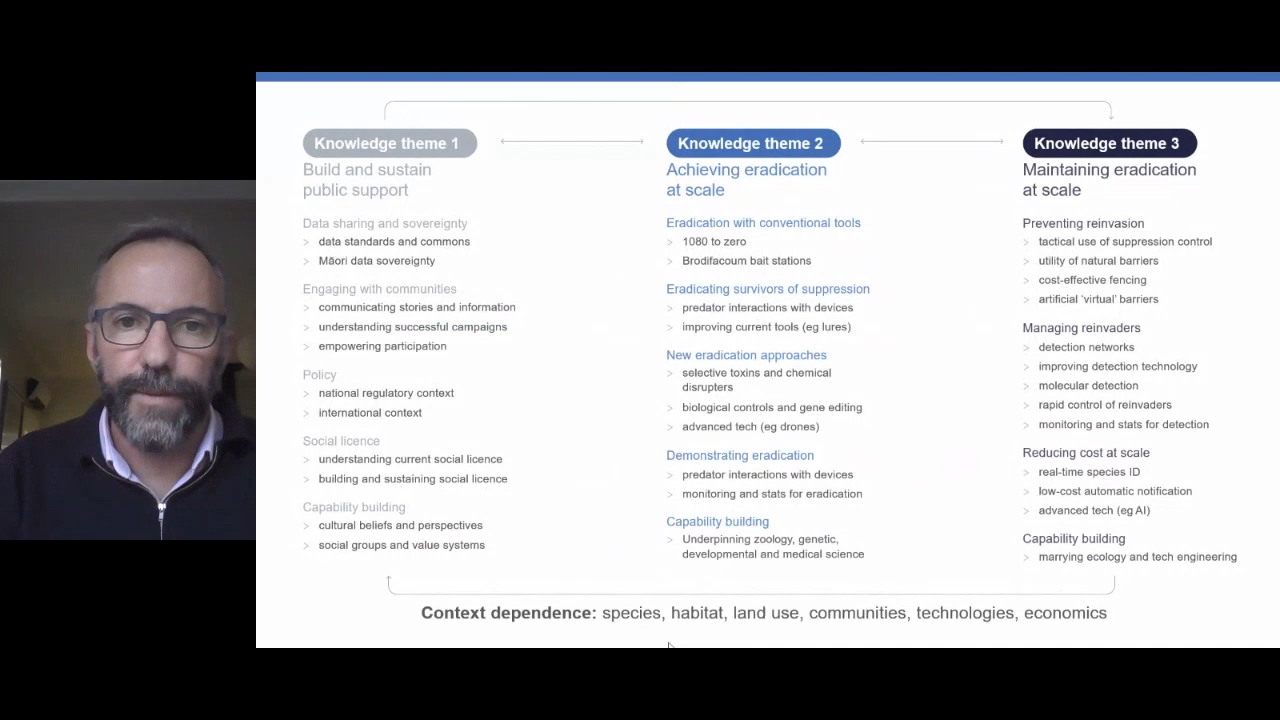 Knowledge theme 1
Build and sustain
public support
Data sharing and sovereignty
> data standards and commons
> Māori data sovereignty
Engaging with communities
> communicating stories and information
> understanding successful campaigns
> empowering participation
Policy
> national regulatory context
> international context
Social licence
> understanding current social licence
> building and sustaining social licence
Capability building
> cultural beliefs and perspectives
> social groups and value systems
Knowledge theme 2
Achieving eradication
at scale
Eradication with conventional tools
> 1080 to zero
> Brodifacoum bait stations
Eradicating survivors of suppression
> predator interactions with devices
> improving current tools (eg lures)
New eradication approaches
> selective toxins and chemical
disrupters
> biological controls and gene editing
> advanced tech (eg drones)
Demonstrating eradication
> predator interactions with devices
> monitoring and stats for eradication
Capability building
> Underpinning zoology, genetic,
developmental and medical science
Knowledge theme 3
Maintaining eradication
at scale
Preventing reinvasion
> tactical use of suppression control
> utility of natural barriers
> cost-effective fencing
> artificial ‘virtual’ barriers
Managing reinvaders
> detection networks
> improving detection technology
> molecular detection
> rapid control of reinvaders
> monitoring and stats for detection
Reducing cost at scale
> real-time species ID
> low-cost automatic notification
> advanced tech (eg AI)
Capability building
> marrying ecology and tech engineering
Context dependence: species, habitat, land use, communities, technologies, economics